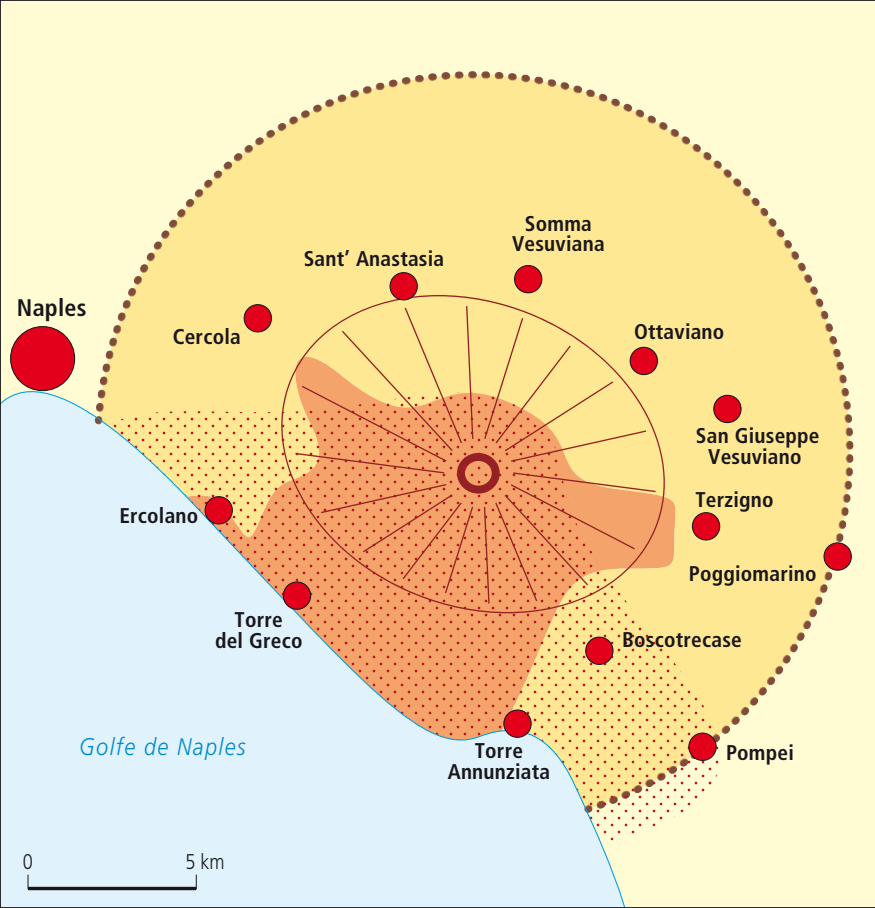 Somma
Vesuviana
Sant’ Anastasia
Naples
Cercola
Ottaviano
San Giuseppe
Vesuviano
Terzigno
Ercolano
Poggiomarino
Torre
del Greco
Boscotrecase
Golfe de Naples
Torre
Annunziata
Pompei
0 5 km